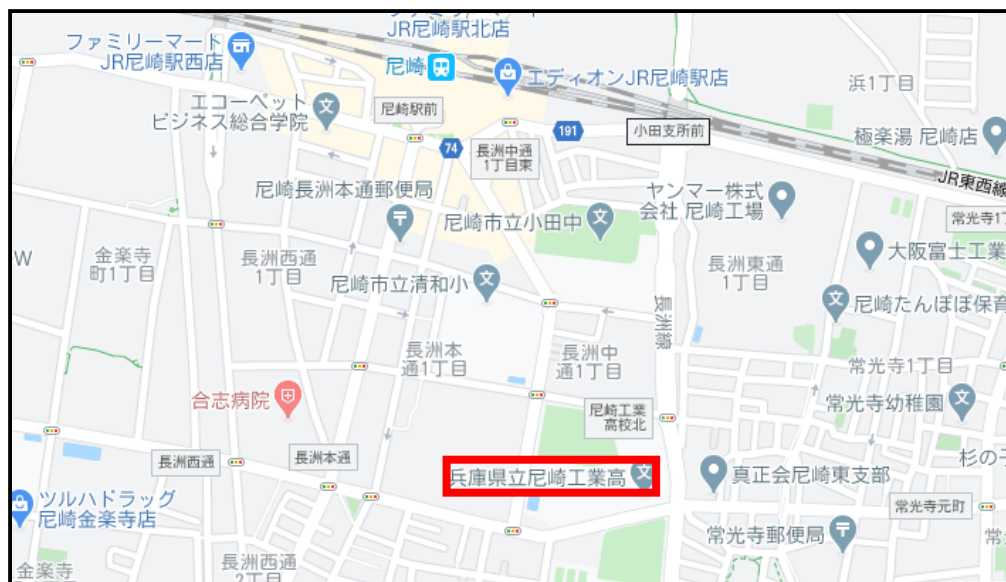 JR尼崎駅北店
ファミリーマート
JR尼崎駅西店
尼崎
エディオンJR尼崎駅店
浜1丁目
エコーペット
ビジネス総合学院
尼崎駅前
74
長洲中通
1丁目東
191
小田支所前
極楽湯 尼崎店
JR東西線
尼崎長洲本通郵便局
尼崎市立小田中
ヤンマー株式
会社 尼崎工場
常光寺1丁
W
金楽寺
町1丁目
長洲西通
1丁目
尼崎市立清和小
長洲東通
1丁目
大阪富士工業
尼崎たんぽぽ保育
長洲線
長洲本
通1丁目
長洲中
通1丁目
常光寺1丁目
合志病院
尼崎工業
高校北
常光寺幼稚園
長洲西通
長洲本通
兵庫県立尼崎工業高
真正会尼崎東支部
杉の子
ツルハドラッグ
尼崎金楽寺店
常光寺元町
常光寺郵便局
常
金楽寺
長洲西通
2丁目